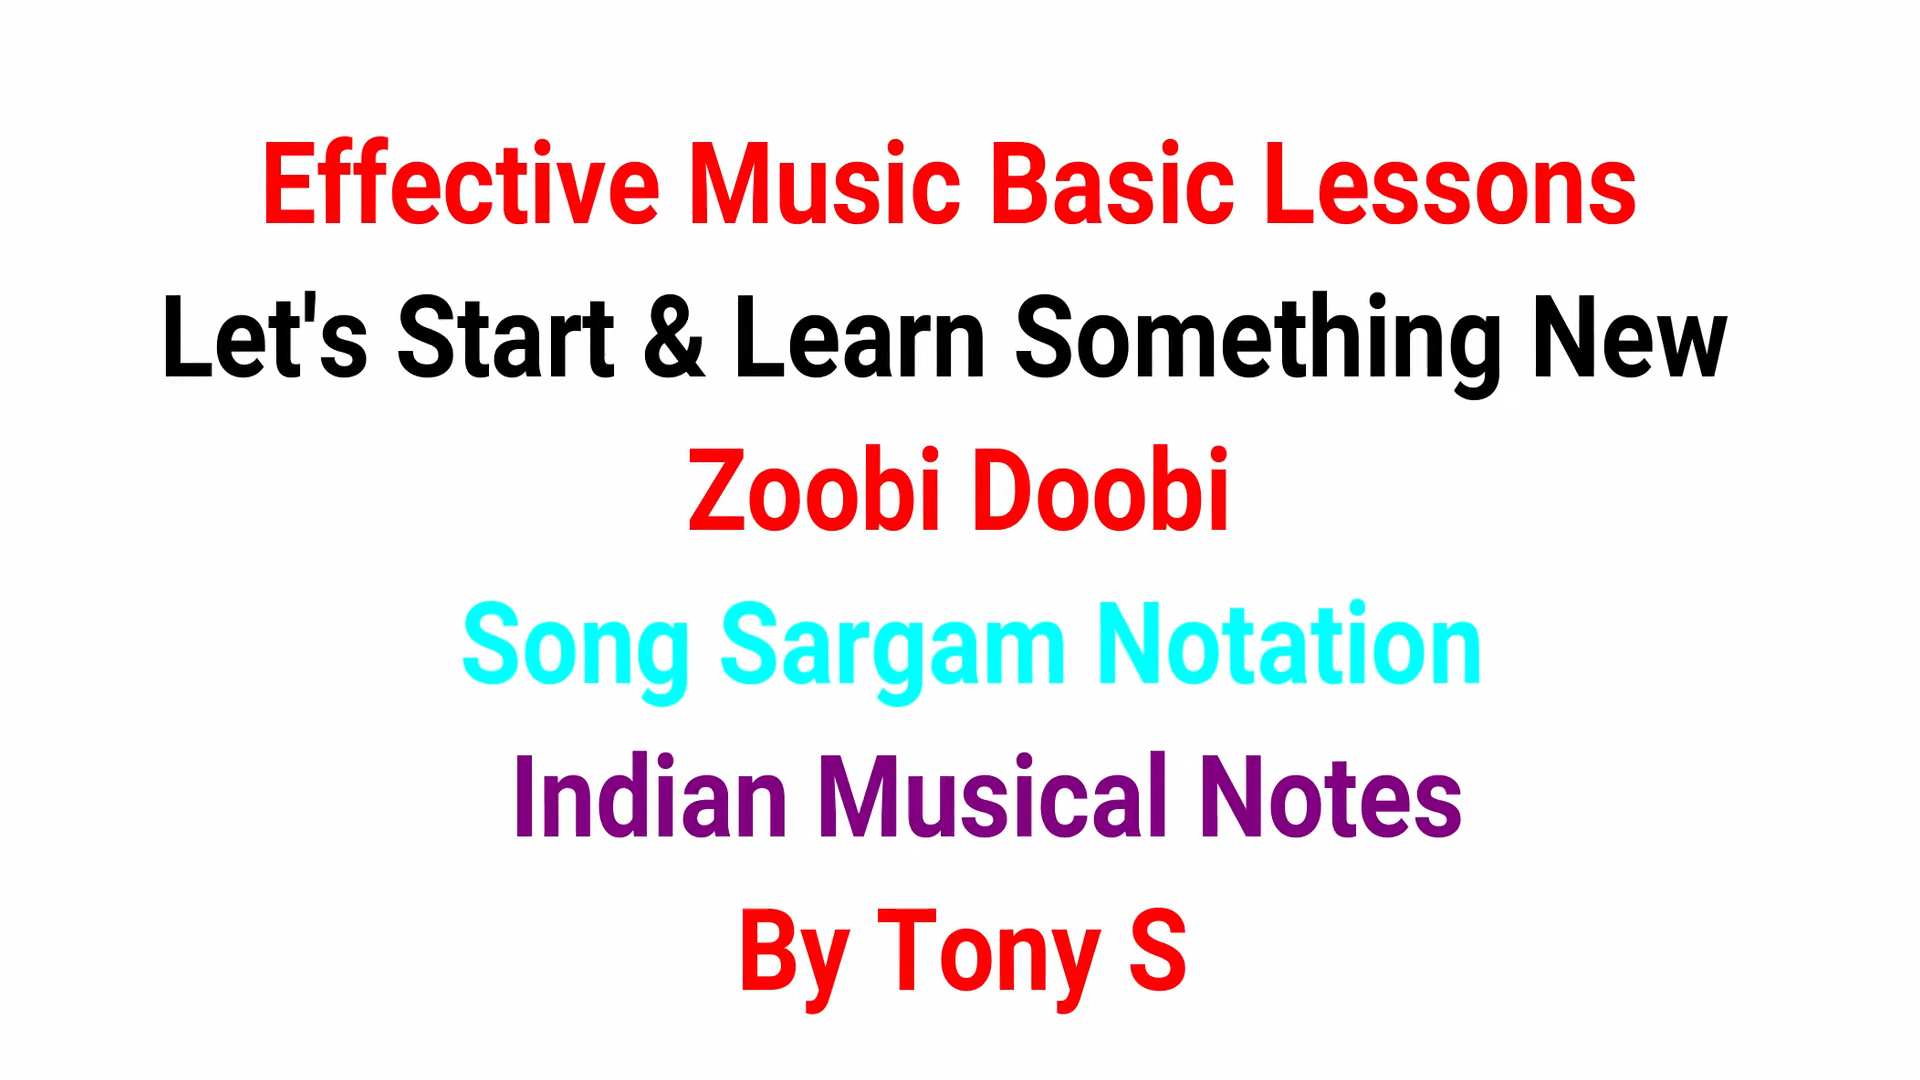 Effective Music Basic Lessons
Let's Start & Learn Something New
Zoobi Doobi
Song Sargam Notation
Indian Musical Notes
By Tony S